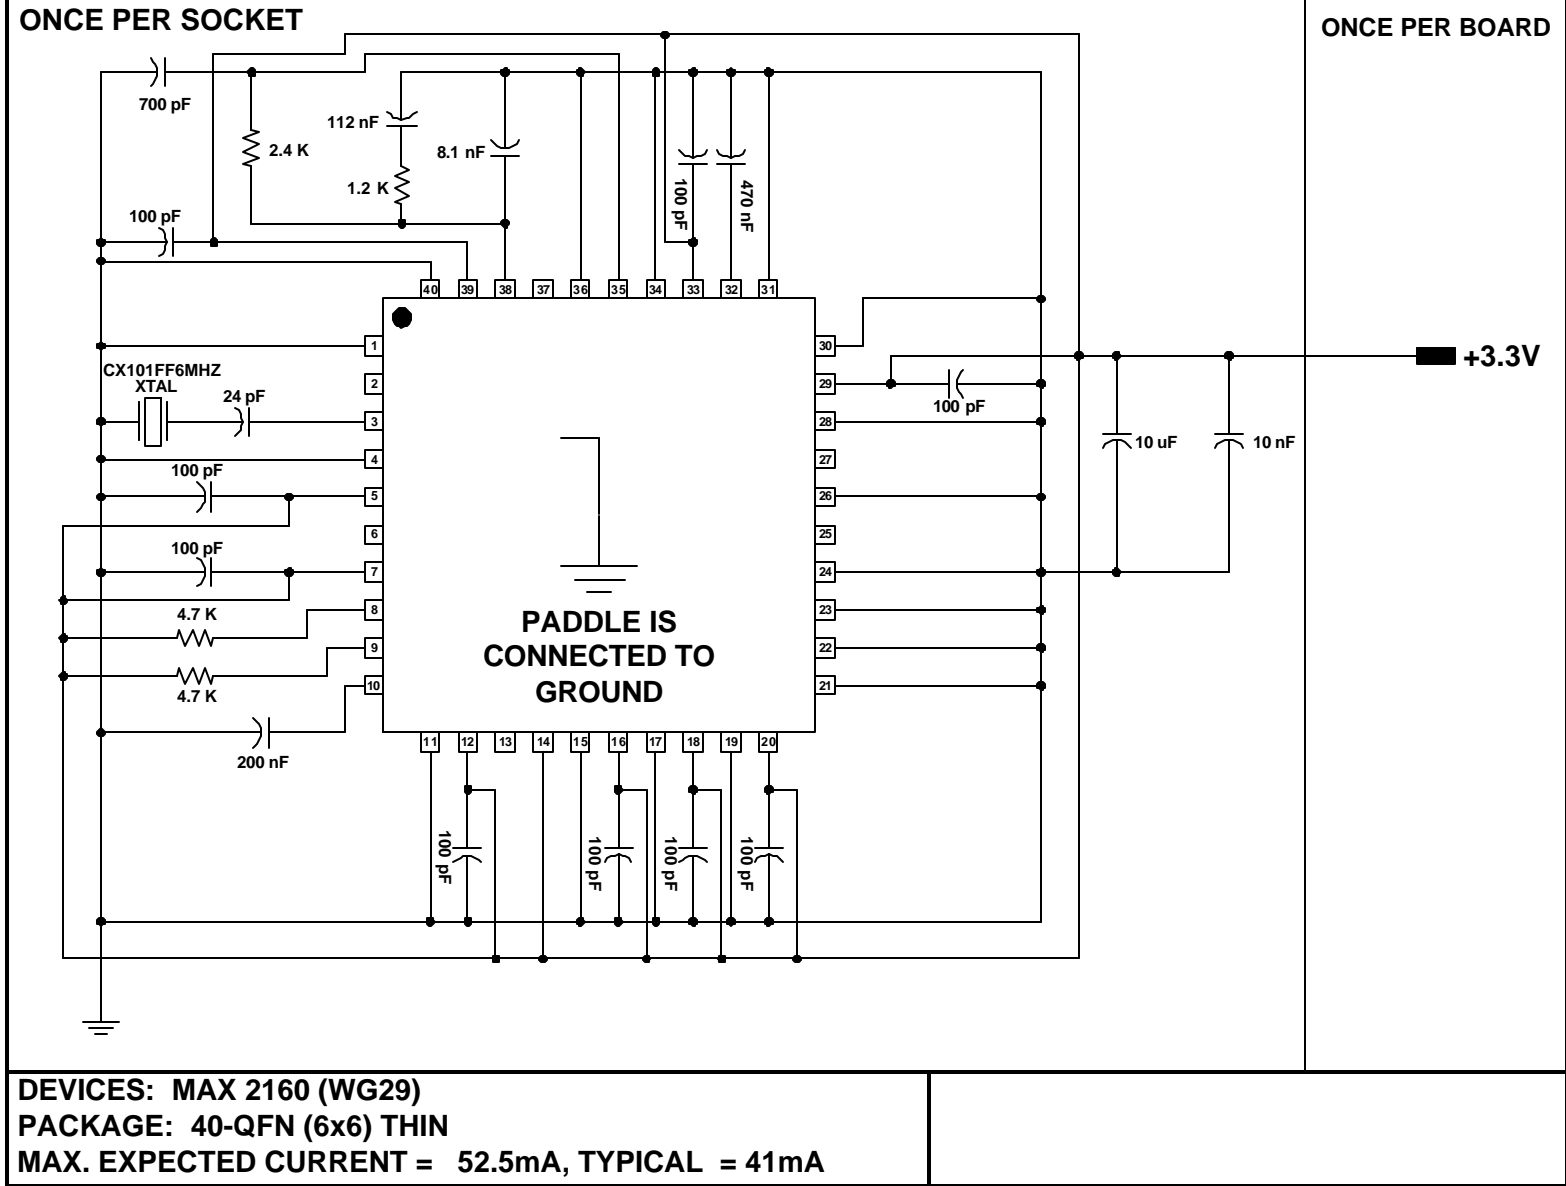 ONCE PER SOCKET
ONCE PER BOARD
700 pF
112 nF
2.4 K
8.1 nF
1.2 K
100 pF
470 nF
100 pF
40 39 38 37 36 35 34 33 32 31
1
2
3
4
5
6
7
8
9
10
30
29
28
27
26
25
24
23
22
21
CX101FF6MHZ
XTAL
24 pF
100 pF
100 pF
4.7 K
4.7 K
200 nF
100 pF
10 uF
10 nF
+3.3V
PADDLE IS
CONNECTED TO
GROUND
11 12 13 14 15 16 17 18 19 20
100 pF
100 pF
100 pF
100 pF
DEVICES: MAX 2160 (WG29)
PACKAGE: 40-QFN (6x6) THIN
MAX. EXPECTED CURRENT = 52.5mA, TYPICAL = 41mA